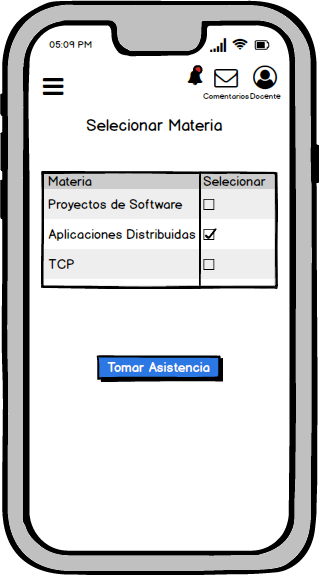 05:09 PM
Comentarios Docente
Selecionar Materia
Materia Selecionar
Proyectos de Software
Aplicaciones Distribuidas
TCP
Tomar Asistencia